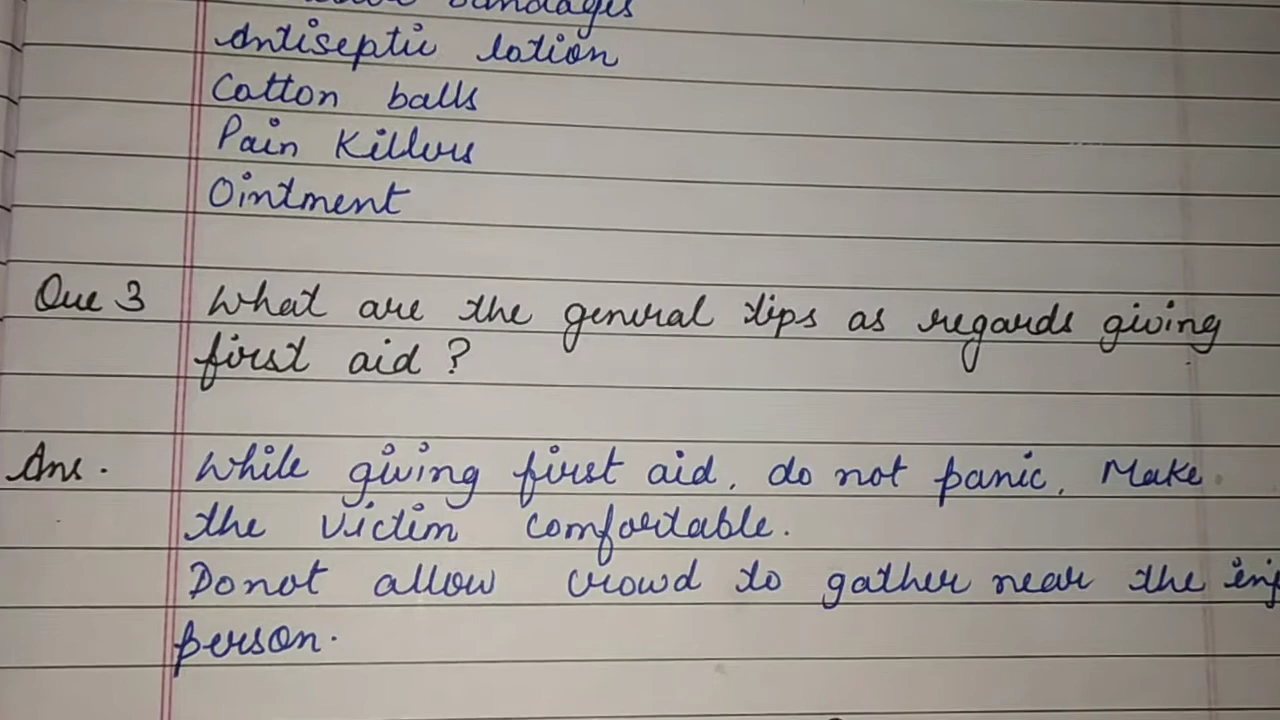 bandages
Antiseptic lotion
Cotton balls
Pain Killers
Ointment
Que 3 What are the general tips as regards giving
first aid ?
Ans. While giving first aid, do not panic. Make
the victim comfortable.
Donot allow crowd to gather near the inj
person.